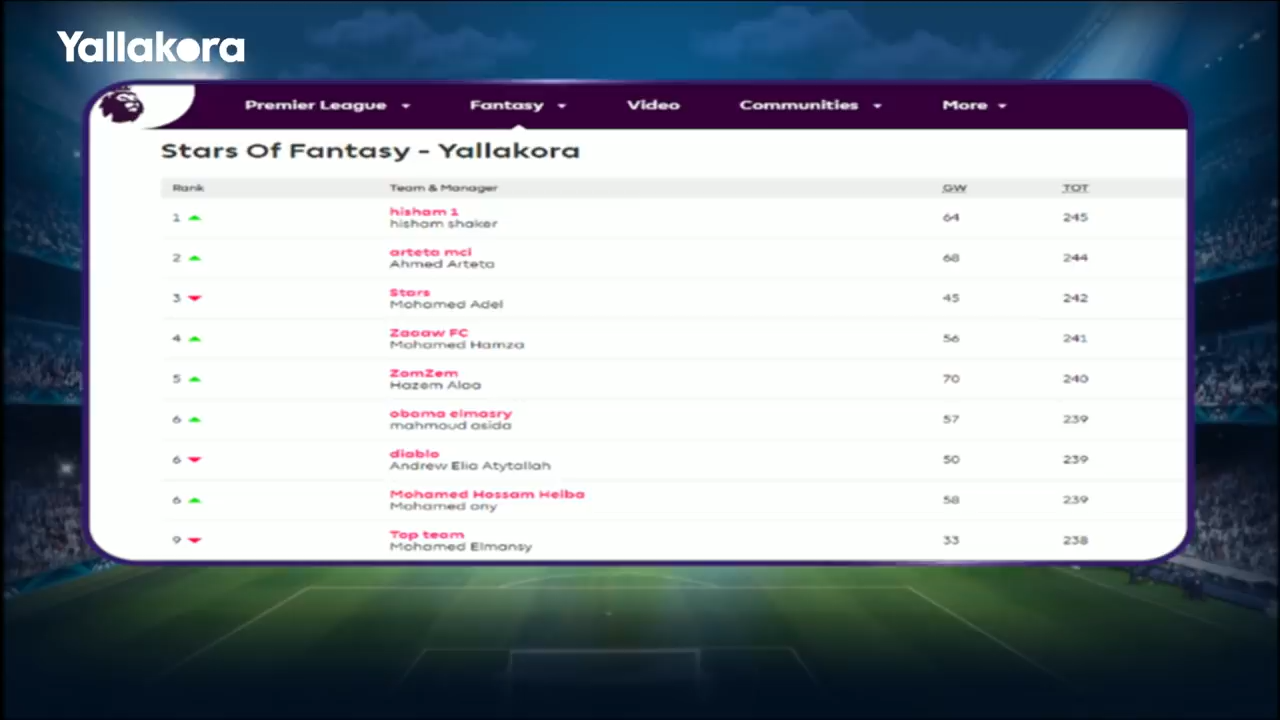 Yallakora
Premier League Fantasy Video Communities More
Stars Of Fantasy - Yallakora
Rank Team & Manager GW TOT
1 hisham 1 64 245
hisham shaker
2 arteta mci 68 244
Ahmed Arteta
3 Stars 45 242
Mohamed Adel
4 Zaaaw FC 56 241
Mohamed Hamza
5 ZamZem 70 240
Hazem Alaa
6 obama elmasry 57 239
mahmoud asida
6 diablo 50 239
Andrew Elia Atytallah
6 Mohamed Hossam Heiba 58 239
Mohamed ony
9 Top team 33 238
Mohamed Elmansy